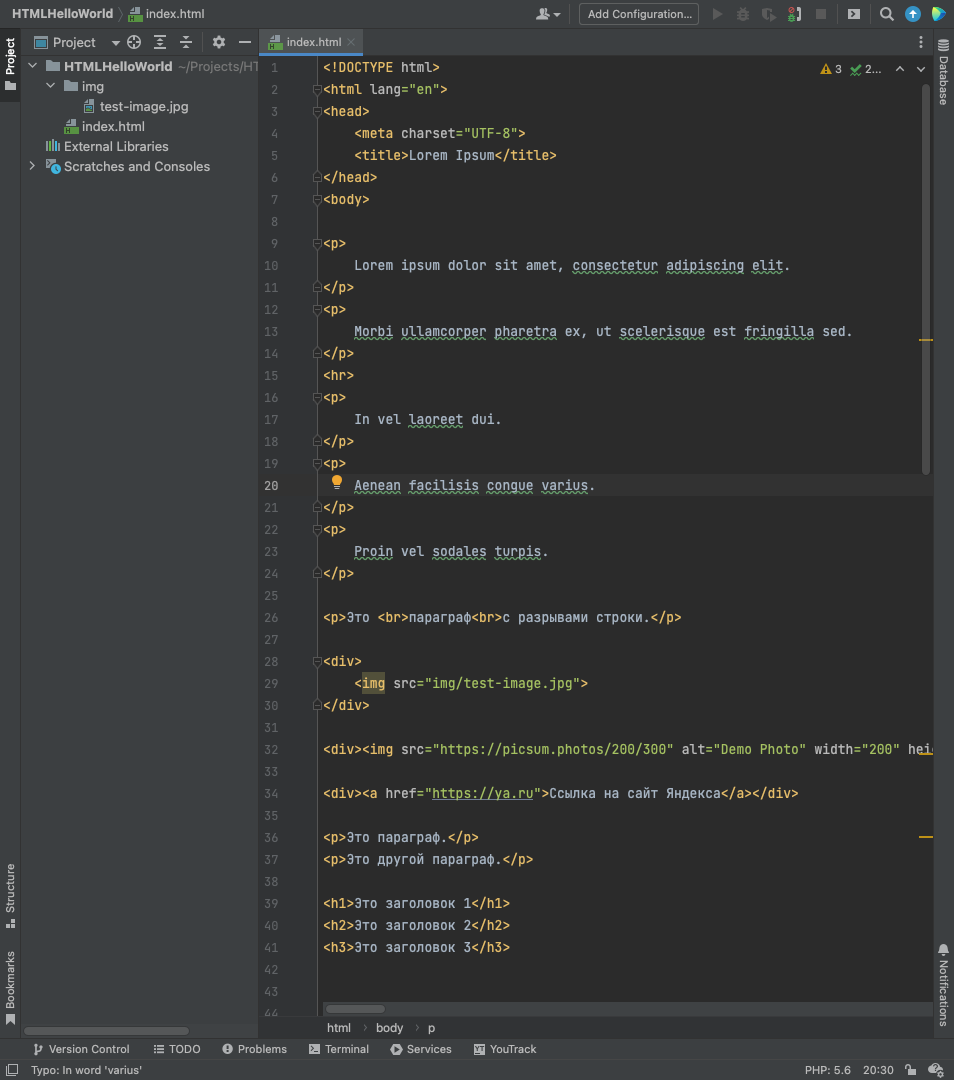 HTMLHelloWorld
index.html
Add Configuration...
Project
Project
index.html
HTMLHelloWorld ~/Projects/HT
img
test-image.jpg
index.html
External Libraries
Scratches and Consoles
3 2...
Database
1 <!DOCTYPE html>
2 <html lang="en">
3 <head>
4 <meta charset="UTF-8">
5 <title>Lorem Ipsum</title>
6 </head>
7 <body>
8
9 <p>
10 Lorem ipsum dolor sit amet, consectetur adipiscing elit.
11 </p>
12 <p>
13 Morbi ullamcorper pharetra ex, ut scelerisque est fringilla sed.
14 </p>
15 <hr>
16 <p>
17 In vel laoreet dui.
18 </p>
19 <p>
20 Aenean facilisis congue varius.
21 </p>
22 <p>
23 Proin vel sodales turpis.
24 </p>
25
26 <p>Это <br>параграф<br>с разрывами строки.</p>
27
28 <div>
29 <img src="img/test-image.jpg">
30 </div>
31
32 <div><img src="https://picsum.photos/200/300" alt="Demo Photo" width="200" hei
33
34 <div><a href="https://ya.ru">Ссылка на сайт Яндекса</a></div>
35
36 <p>Это параграф.</p>
37 <p>Это другой параграф.</p>
38
39 <h1>Это заголовок 1</h1>
40 <h2>Это заголовок 2</h2>
41 <h3>Это заголовок 3</h3>
42
43
44
Structure
Bookmarks
Notifications
html body p
Version Control TODO Problems Terminal Services YouTrack
Typo: In word 'varius' PHP: 5.6 20:30